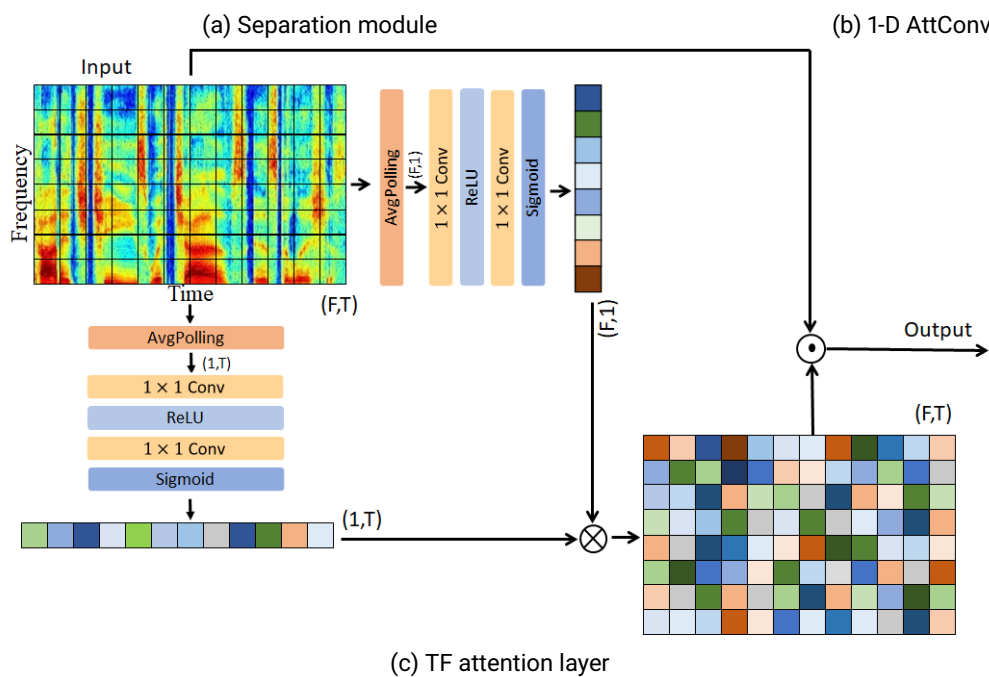 (a) Separation module
(b) 1-D AttConv
Input
Frequency
Time
(F,T)
AvgPolling
(F,1)
1 × 1 Conv
ReLU
1 × 1 Conv
Sigmoid
(F,1)
AvgPolling
(1,T)
1 × 1 Conv
ReLU
1 × 1 Conv
Sigmoid
(1,T)
Output
(F,T)
(c) TF attention layer